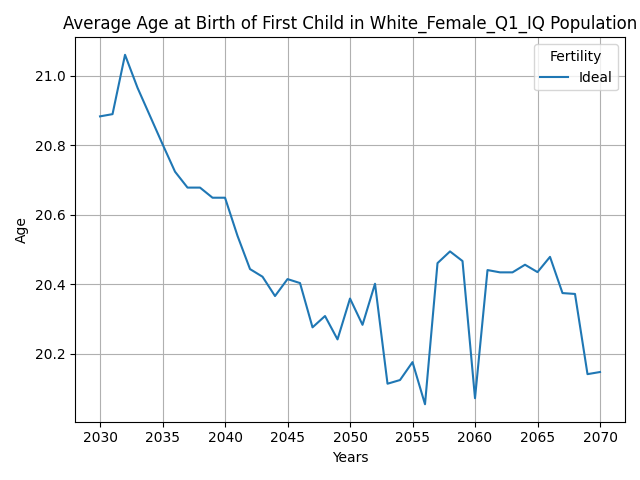 Average Age at Birth of First Child in White_Female_Q1_IQ Population
Fertility
Ideal
21.0
20.8
20.6
20.4
20.2
Age
2030 2035 2040 2045 2050 2055 2060 2065 2070
Years